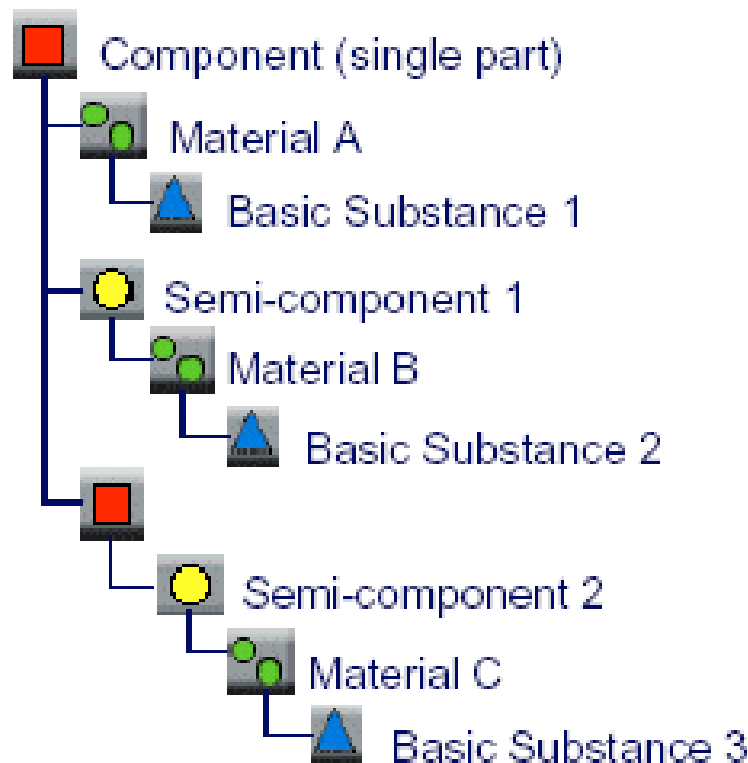 Component (single part)
Material A
Basic Substance 1
Semi-component 1
Material B
Basic Substance 2
Semi-component 2
Material C
Basic Substance 3